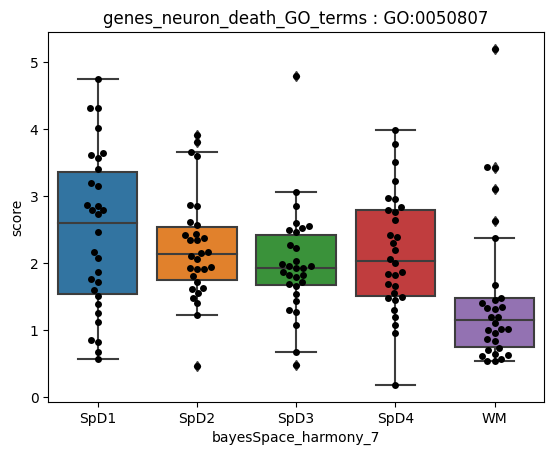 genes_neuron_death_GO_terms : GO:0050807
5
4
3
2
1
0
score
SpD1 SpD2 SpD3 SpD4 WM
bayesSpace_harmony_7